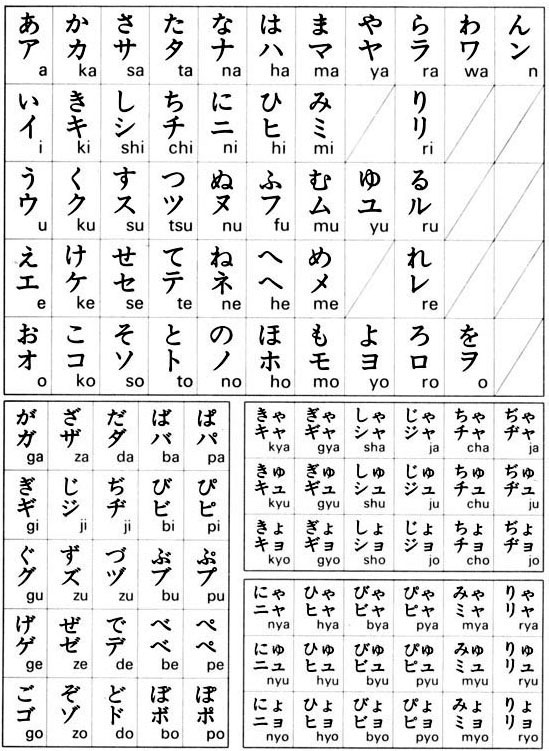 あ か さ た な は ま や ら わ ん
ア カ サ タ ナ ハ マ ヤ ラ ワ ン
a ka sa ta na ha ma ya ra wa n
い き し ち に ひ み り
イ キ シ チ ニ ヒ ミ リ
i ki shi chi ni hi mi ri
う く す つ ぬ ふ む ゆ る
ウ ク ス ツ ヌ フ ム ユ ル
u ku su tsu nu fu mu yu ru
え け せ て ね へ め れ
エ ケ セ テ ネ ヘ メ レ
e ke se te ne he me re
お こ そ と の ほ も よ ろ を
オ コ ソ ト ノ ホ モ ヨ ロ ヲ
o ko so to no ho mo yo ro o
が ざ だ ば ぱ
ガ ザ ダ バ パ
ga za da ba pa
ぎ じ ぢ び ぴ
ギ ジ ヂ ビ ピ
gi ji ji bi pi
ぐ ず づ ぶ ぷ
グ ズ ヅ ブ プ
gu zu zu bu pu
げ ぜ で べ ぺ
ゲ ゼ デ ベ ペ
ge ze de be pe
ご ぞ ど ぼ ぽ
ゴ ゾ ド ボ ポ
go zo do bo po
きゃ ぎゃ しゃ じゃ ちゃ ぢゃ
キャ ギャ シャ ジャ チャ ヂャ
kya gya sha ja cha ja
きゅ ぎゅ しゅ じゅ ちゅ ぢゅ
キュ ギュ シュ ジュ チュ ヂュ
kyu gyu shu ju chu ju
きょ ぎょ しょ じょ ちょ ぢょ
キョ ギョ ショ ジョ チョ ヂョ
kyo gyo sho jo cho jo
にゃ ひゃ びゃ ぴゃ みゃ りゃ
ニャ ヒャ ビャ ピャ ミャ リャ
nya hya bya pya mya rya
にゅ ひゅ びゅ ぴゅ みゅ りゅ
ニュ ヒュ ビュ ピュ ミュ リュ
nyu hyu byu pyu myu ryu
にょ ひょ びょ ぴょ みょ りょ
ニョ ヒョ ビョ ピョ ミョ リョ
nyo hyo byo pyo myo ryo